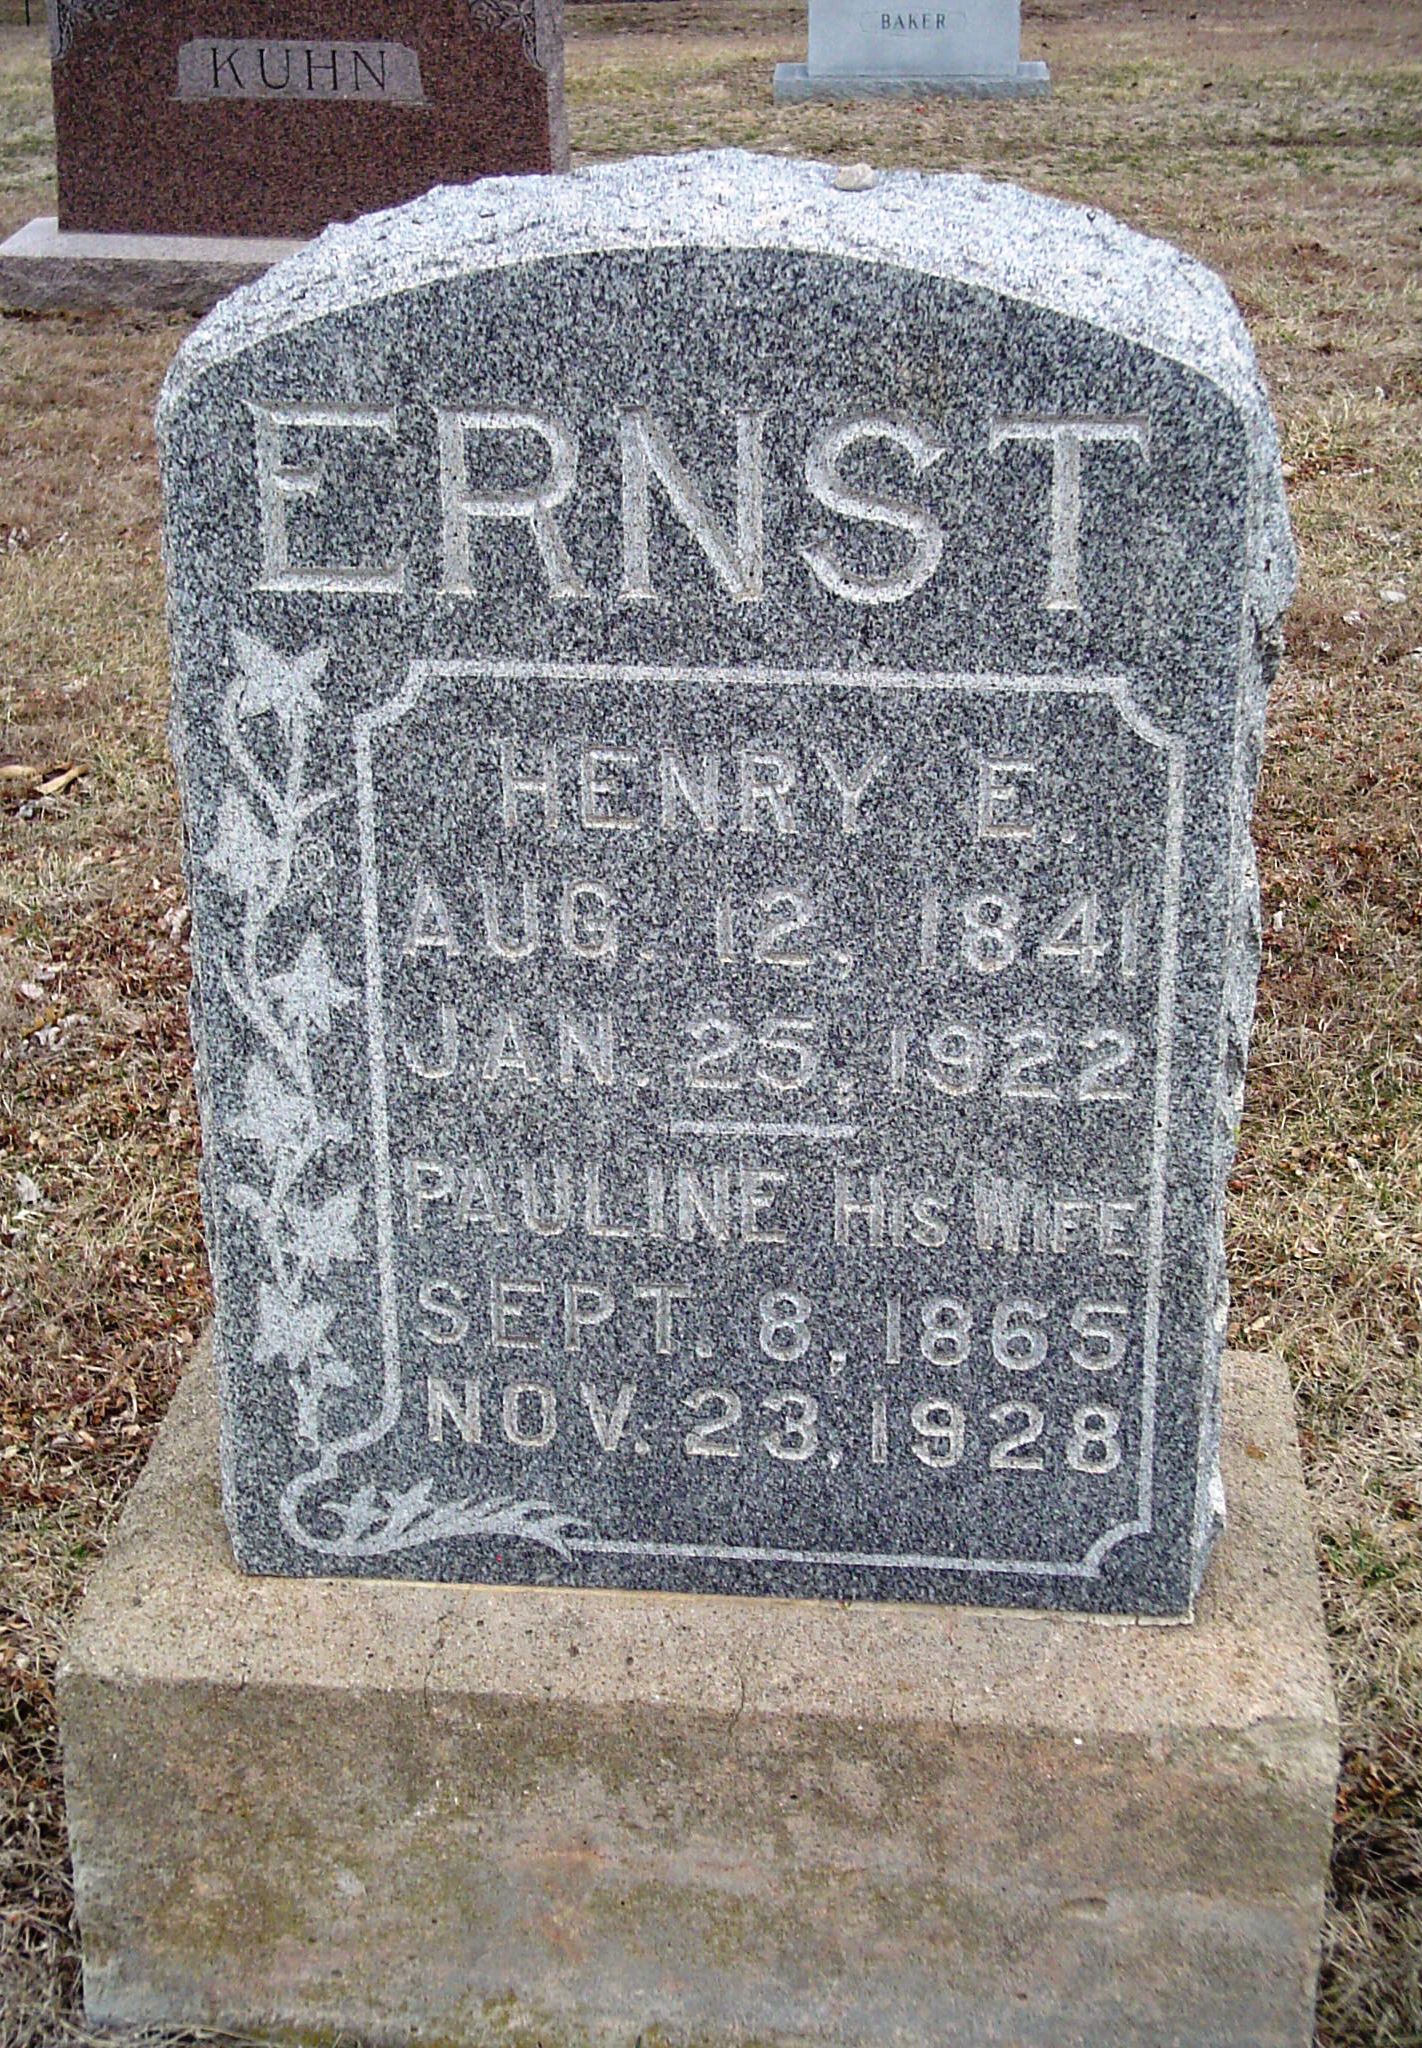 KUHN
BAKER
ERNST
HENRY E.
AUG. 12, 1841
JAN. 25, 1922
PAULINE HIS WIFE
SEPT. 8, 1865
NOV. 23, 1928